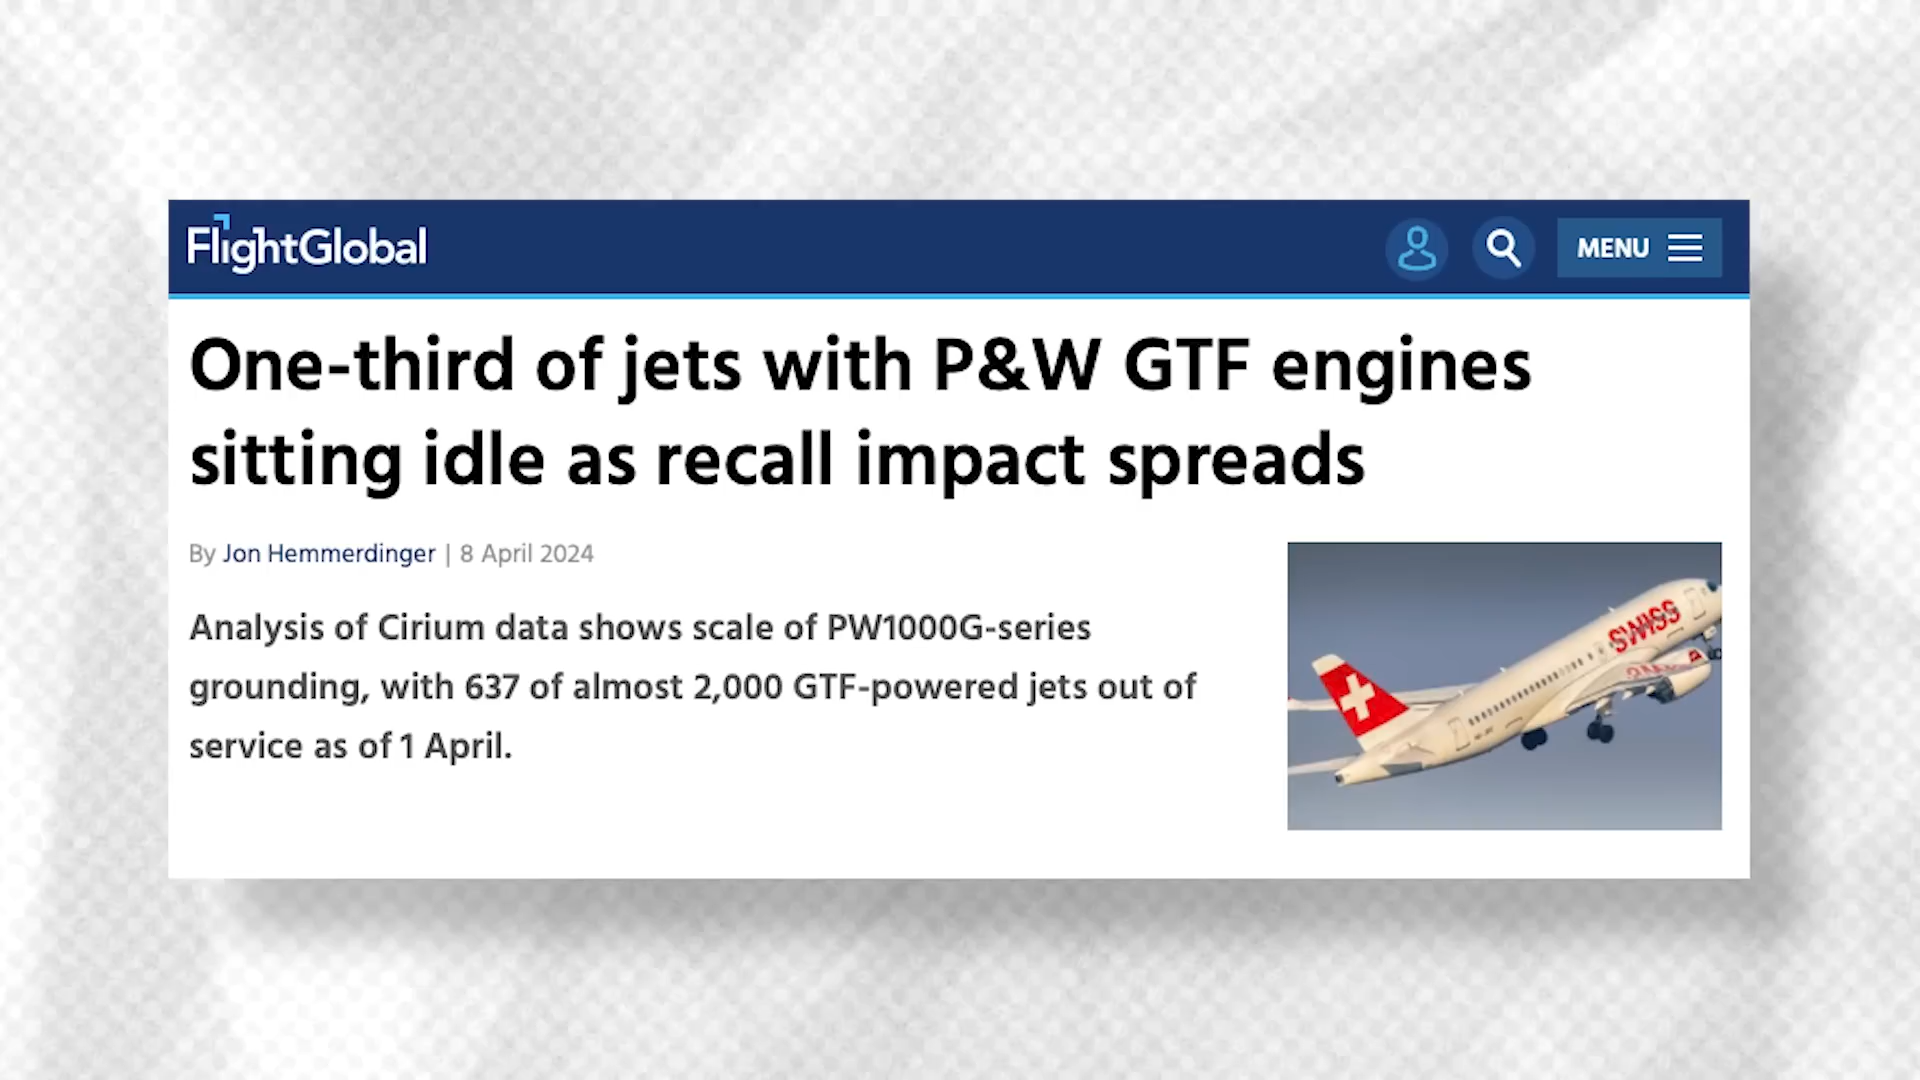 FlightGlobal
MENU
One-third of jets with P&W GTF engines
sitting idle as recall impact spreads
By Jon Hemmerdinger | 8 April 2024
Analysis of Cirium data shows scale of PW1000G-series
grounding, with 637 of almost 2,000 GTF-powered jets out of
service as of 1 April.
SWISS